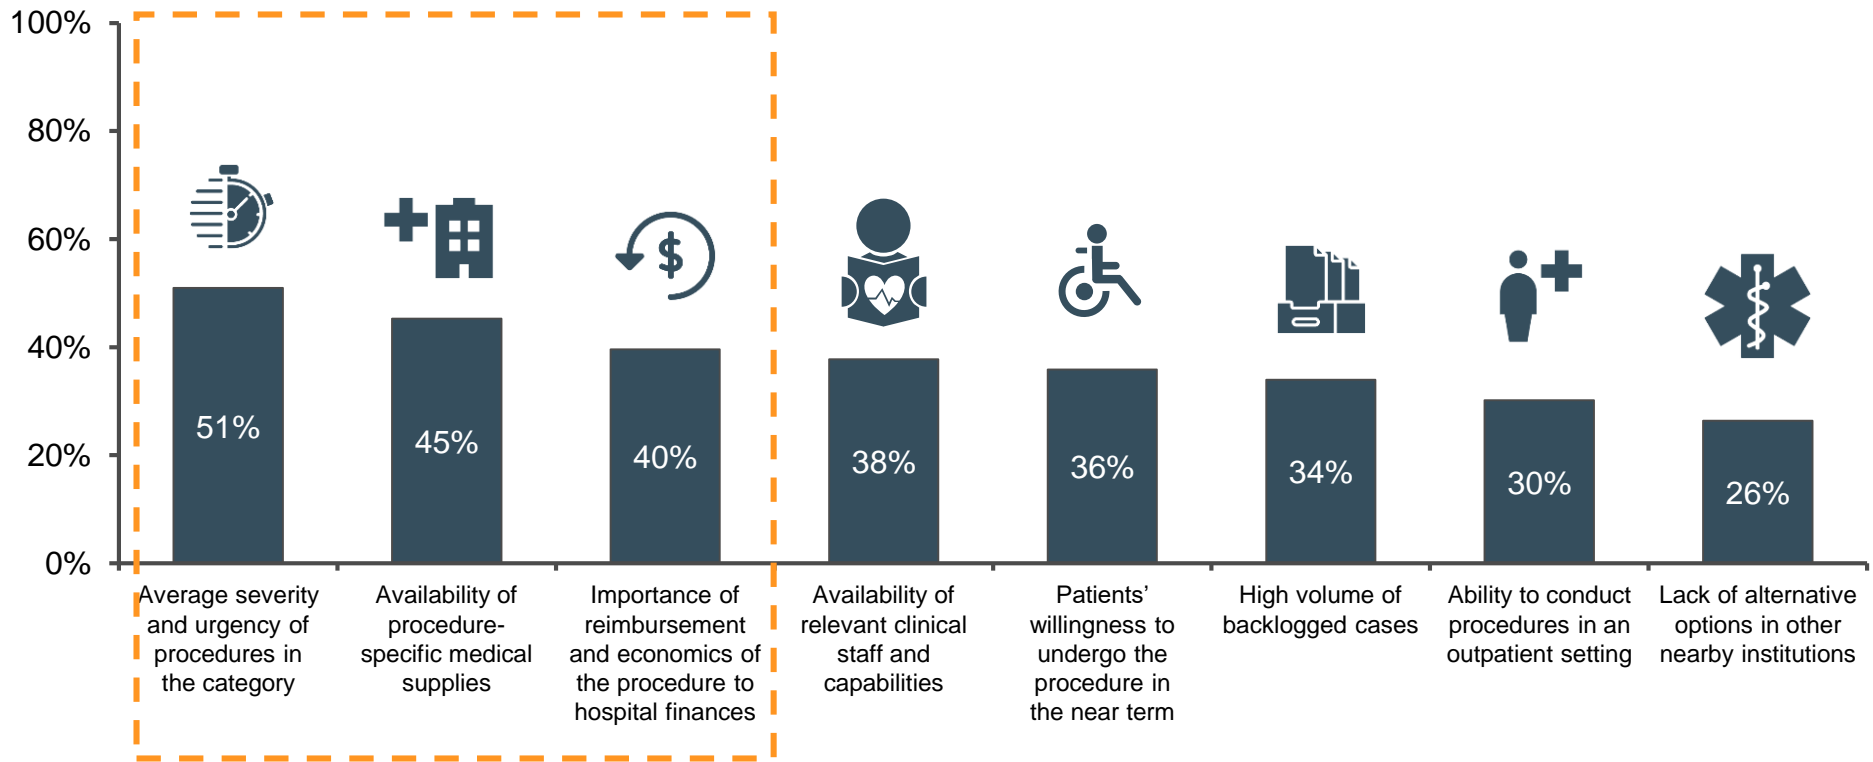 100%
80%
60%
40%
20%
0%
$
51%
45%
40%
38%
36%
34%
30%
26%
Average severity
and urgency of
procedures in
the category
Availability of
procedure-
specific medical
supplies
Importance of
reimbursement
and economics of
the procedure to
hospital finances
Availability of
relevant clinical
staff and
capabilities
Patients’
willingness to
undergo the
procedure in
the near term
High volume of
backlogged cases
Ability to conduct
procedures in an
outpatient setting
Lack of alternative
options in other
nearby institutions